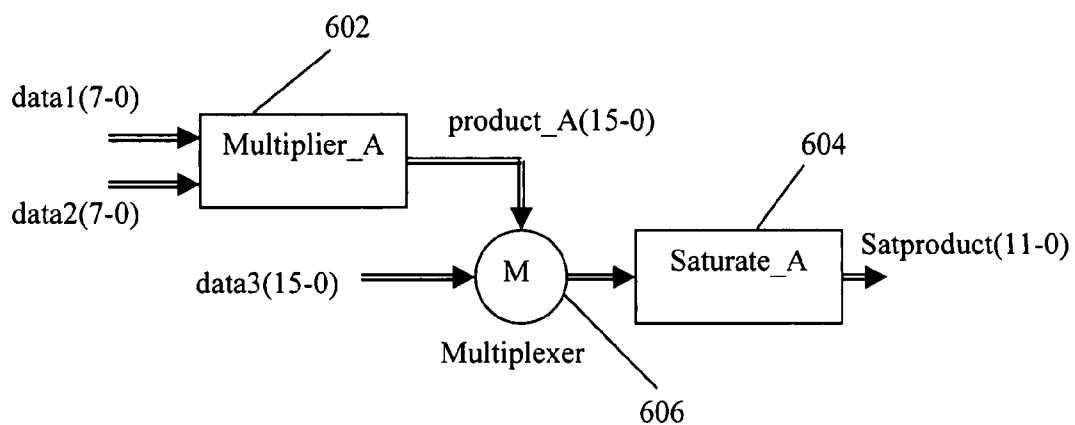 602
data1(7-0)
Multiplier_A
product_A(15-0)
data2(7-0)
604
Saturate_A
Satproduct(11-0)
data3(15-0)
M
Multiplexer
606